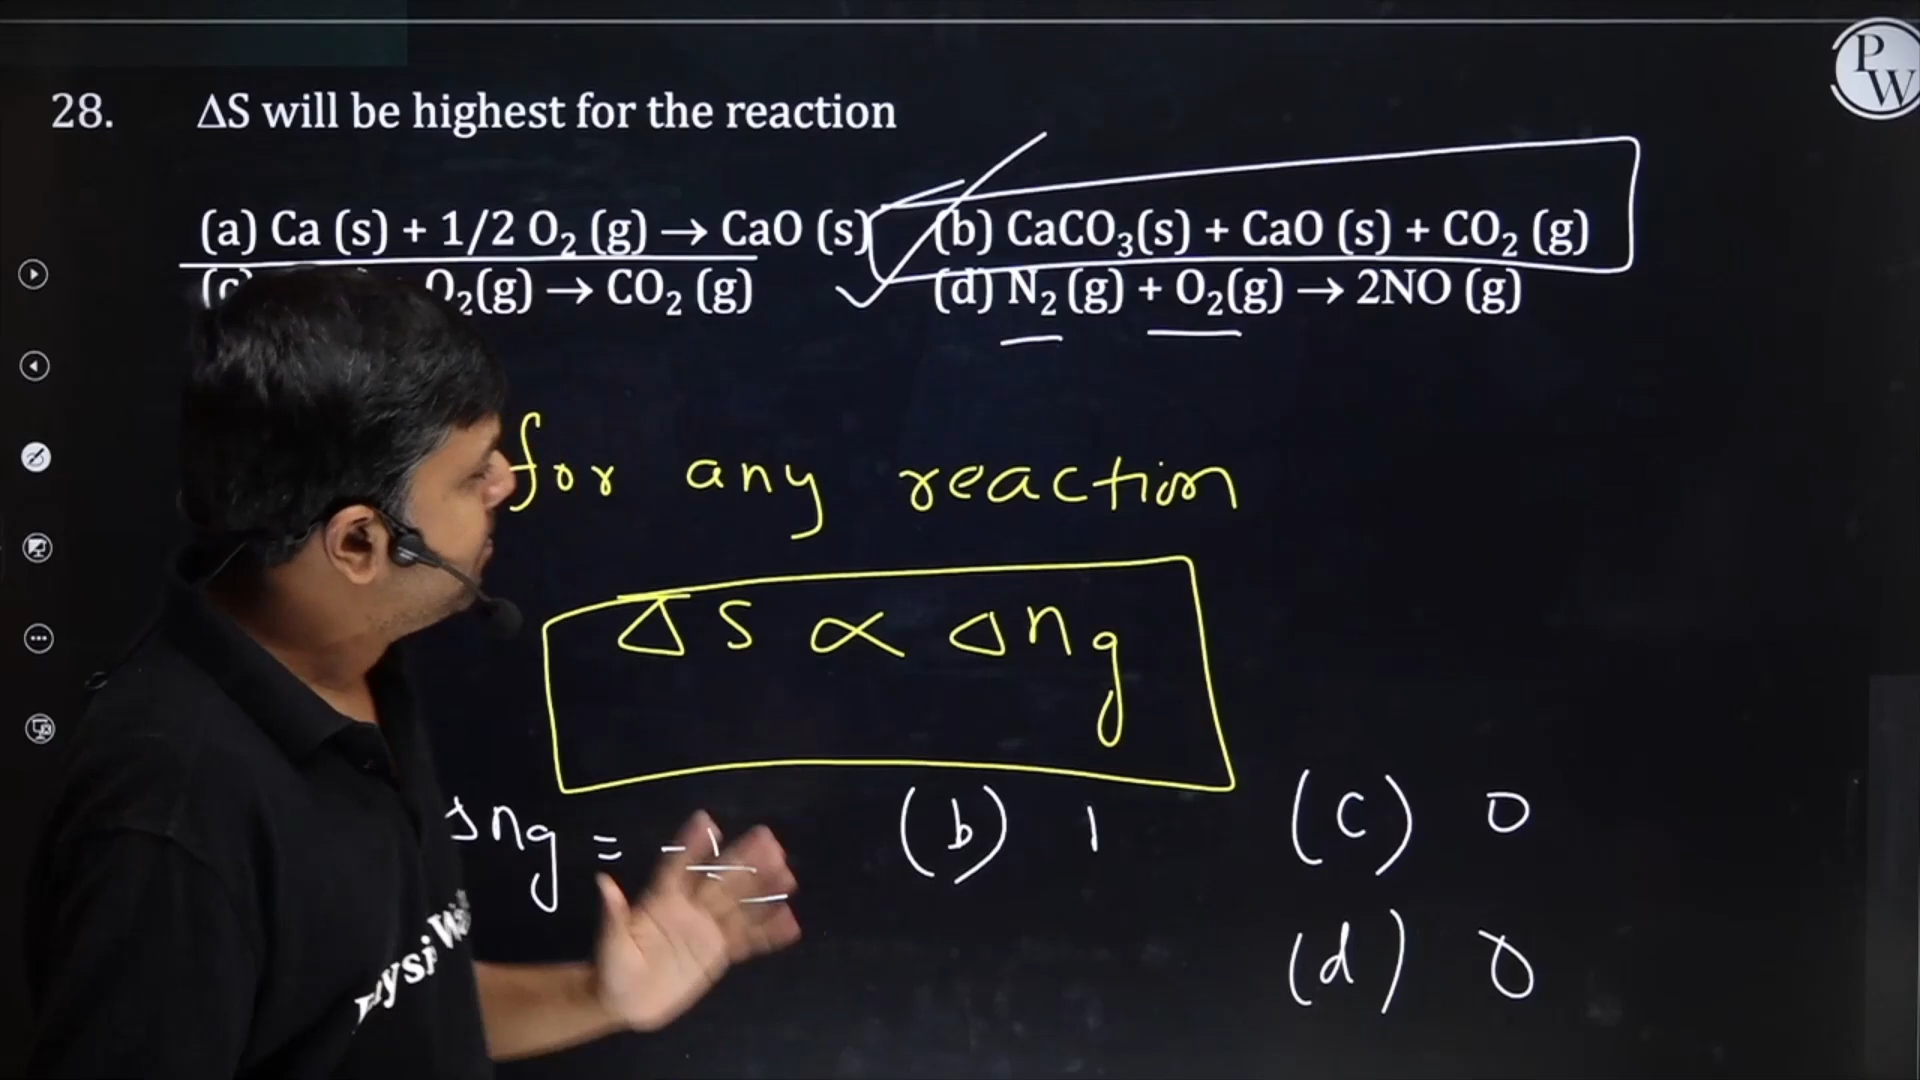 P
W
28. ΔS will be highest for the reaction
(a) Ca (s) + 1/2 O₂ (g) → CaO (s) (b) CaCO₃(s) + CaO (s) + CO₂ (g)
O₂(g) → CO₂ (g) (d) N₂ (g) + O₂(g) → 2NO (g)
for any reaction
ΔS ∝ Δng
ng = (b) 1 (c) 0
(d) 0